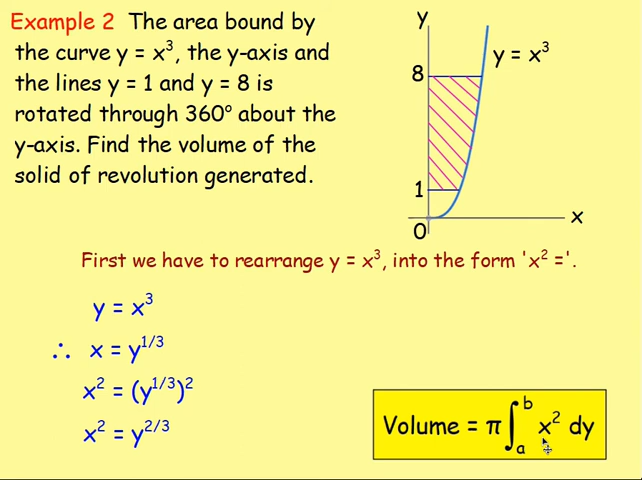 Example 2 The area bound by
the curve y = x³, the y-axis and
the lines y = 1 and y = 8 is
rotated through 360° about the
y-axis. Find the volume of the
solid of revolution generated.
y
y = x³
8
1
0
x
First we have to rearrange y = x³, into the form 'x² ='.
y = x³
∴ x = y^1/3
x² = (y^1/3)²
x² = y^2/3
Volume = π∫ₐᵇ x² dy